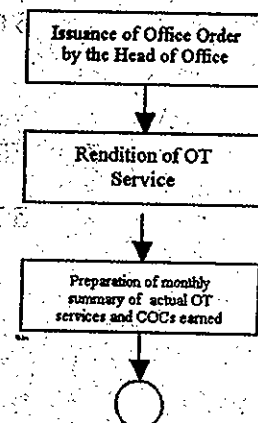 Issuance of Office Order
by the Head of Office
Rendition of OT
Service
Preparation of monthly
summary of actual OT
services and COCs earned